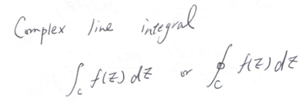 Complex line integral
∫_C f(z) dz or ∮_C f(z) dz